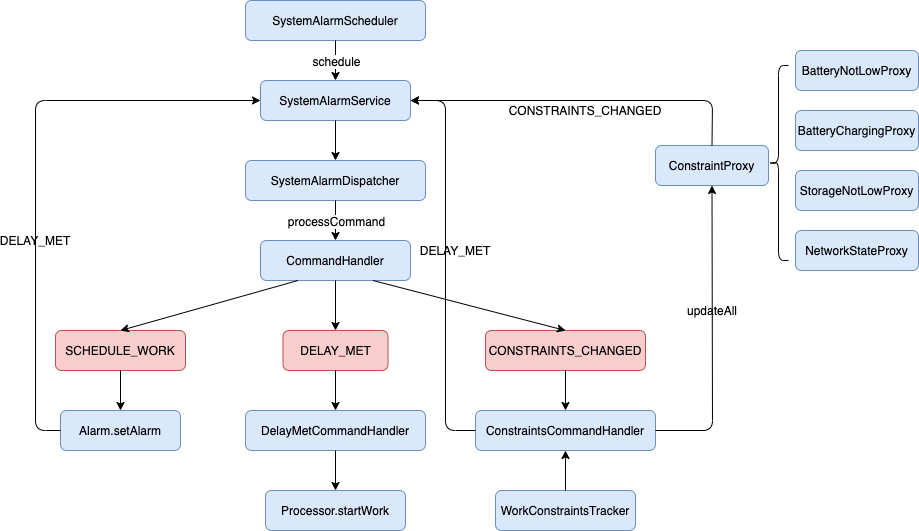 SystemAlarmScheduler
schedule
BatteryNotLowProxy
SystemAlarmService
CONSTRAINTS_CHANGED
BatteryChargingProxy
ConstraintProxy
SystemAlarmDispatcher
StorageNotLowProxy
processCommand
DELAY_MET
DELAY_MET
NetworkStateProxy
CommandHandler
updateAll
SCHEDULE_WORK
DELAY_MET
CONSTRAINTS_CHANGED
Alarm.setAlarm
DelayMetCommandHandler
ConstraintsCommandHandler
Processor.startWork
WorkConstraintsTracker